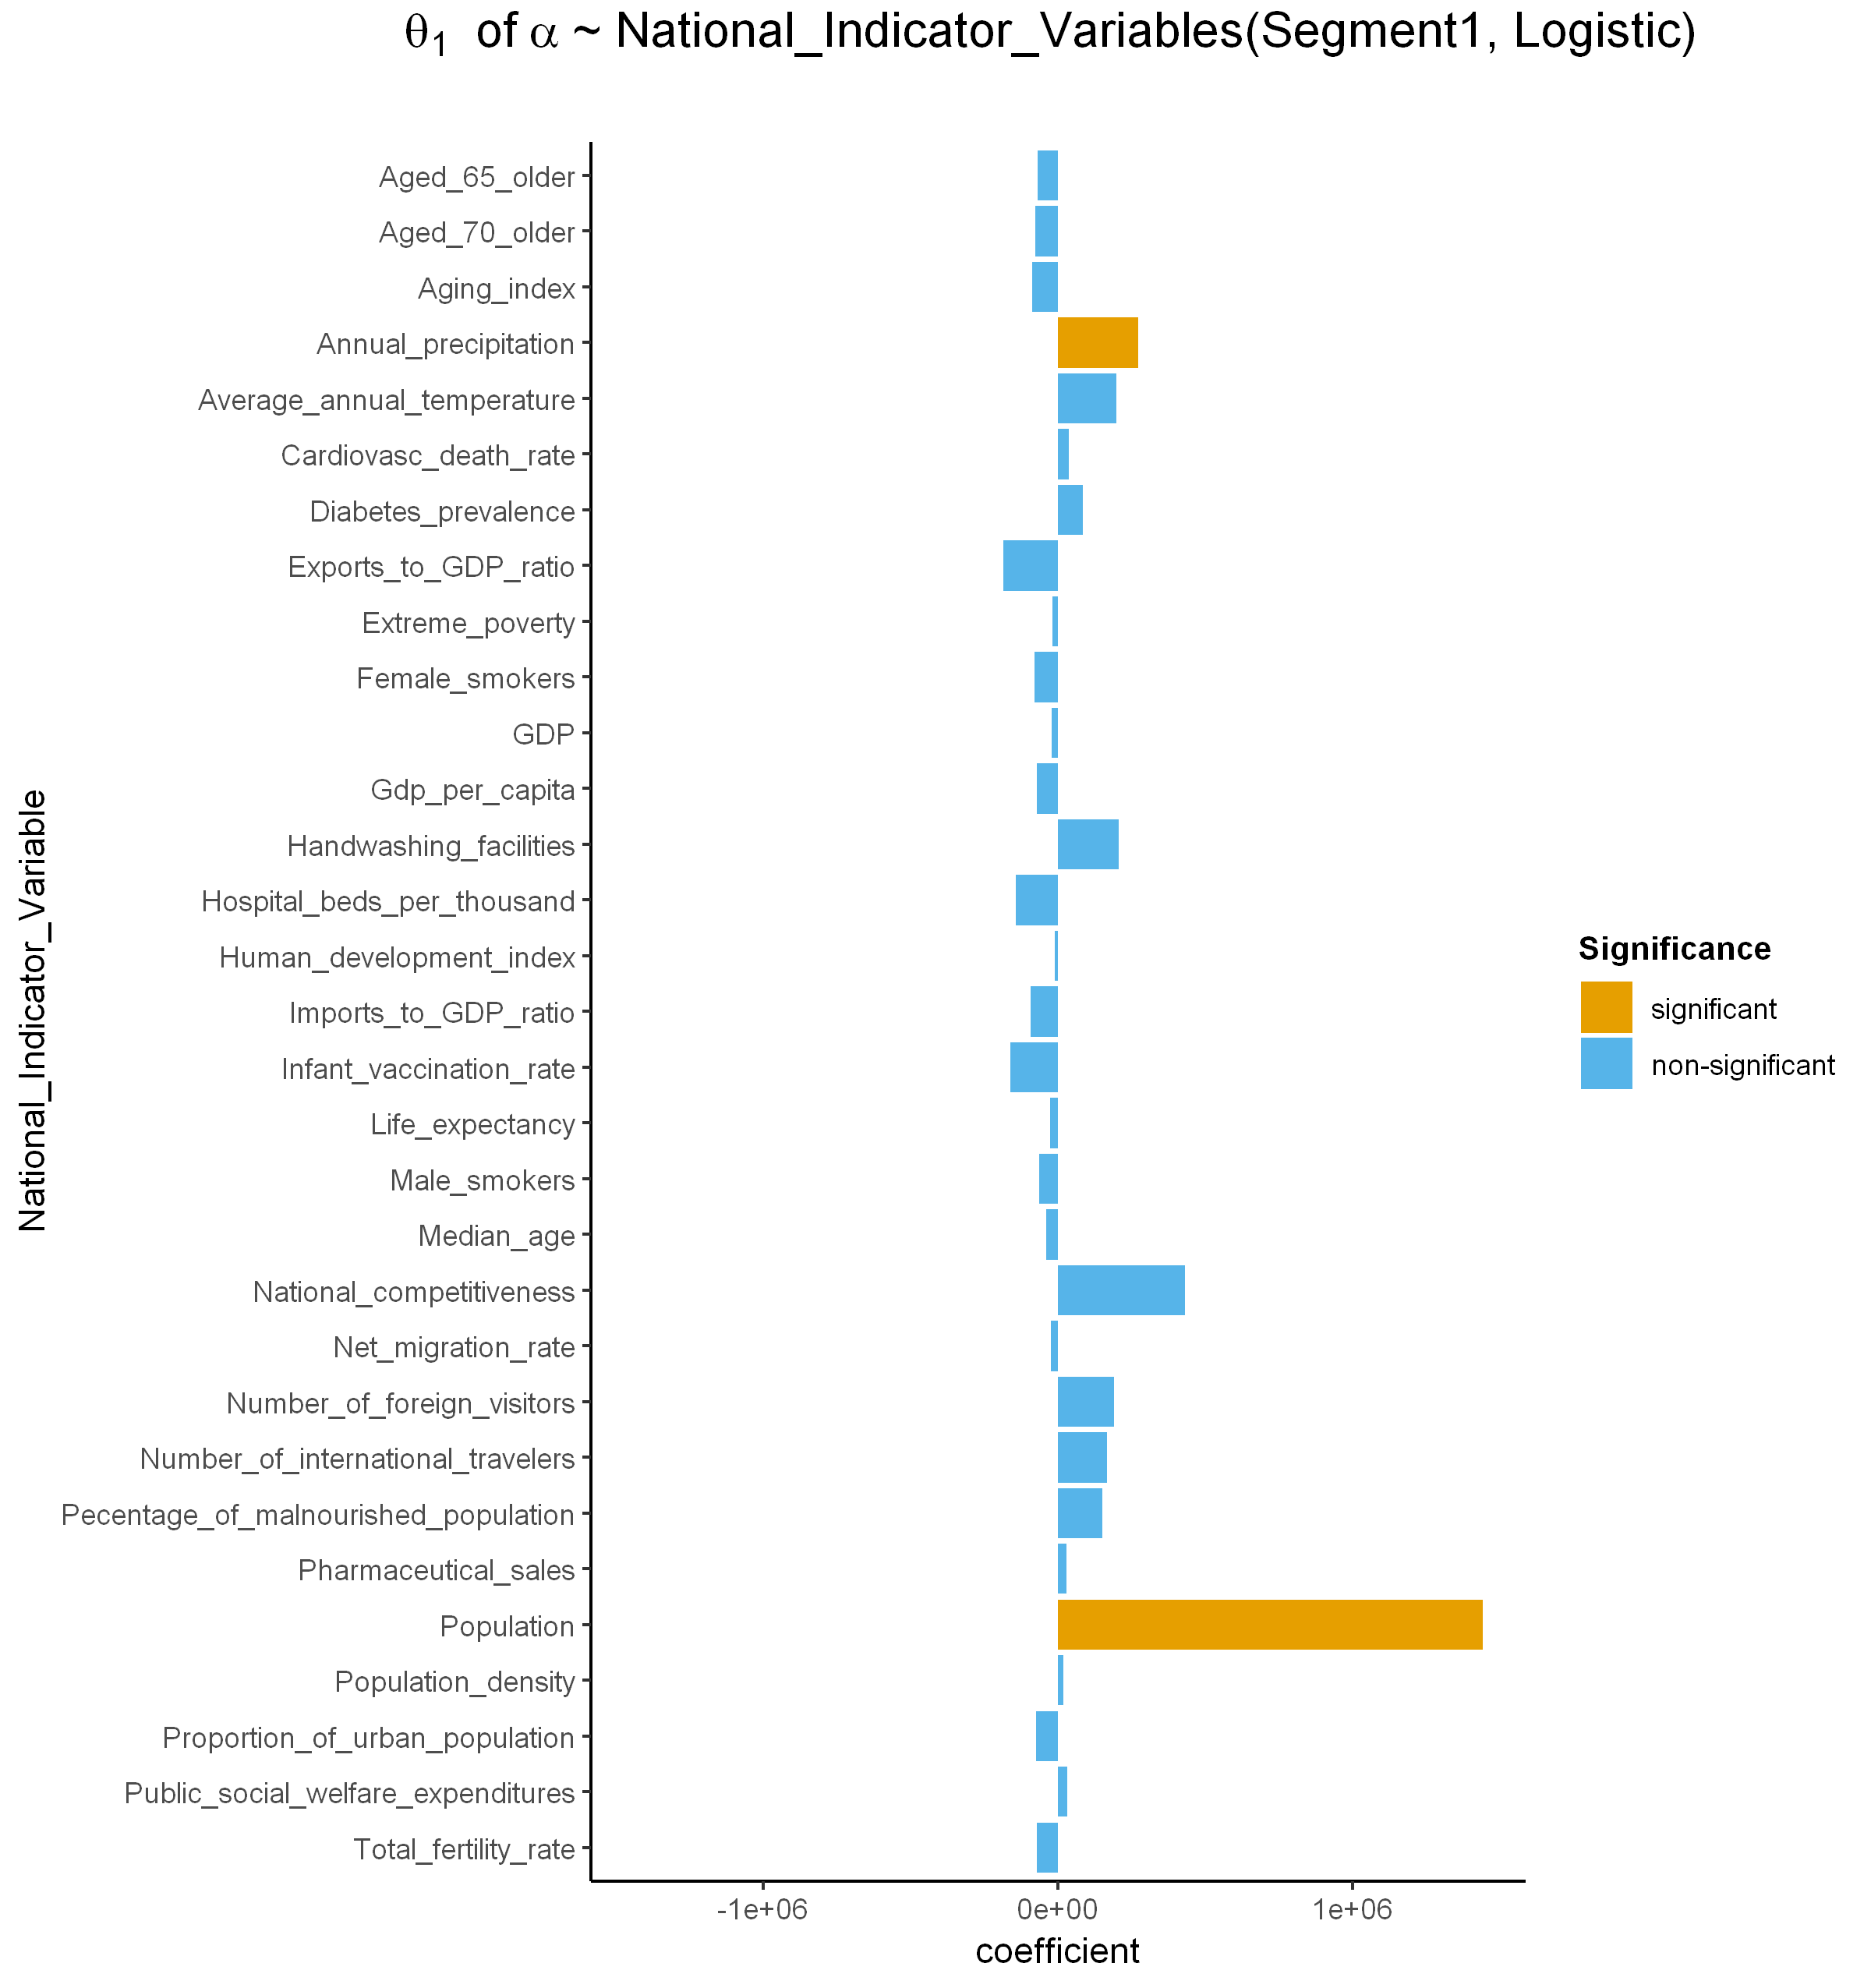 θ1 of α ~ National_Indicator_Variables(Segment1, Logistic)
National_Indicator_Variable
Aged_65_older
Aged_70_older
Aging_index
Annual_precipitation
Average_annual_temperature
Cardiovasc_death_rate
Diabetes_prevalence
Exports_to_GDP_ratio
Extreme_poverty
Female_smokers
GDP
Gdp_per_capita
Handwashing_facilities
Hospital_beds_per_thousand
Human_development_index
Imports_to_GDP_ratio
Infant_vaccination_rate
Life_expectancy
Male_smokers
Median_age
National_competitiveness
Net_migration_rate
Number_of_foreign_visitors
Number_of_international_travelers
Pecentage_of_malnourished_population
Pharmaceutical_sales
Population
Population_density
Proportion_of_urban_population
Public_social_welfare_expenditures
Total_fertility_rate
-1e+06 0e+00 1e+06
coefficient
Significance
significant
non-significant